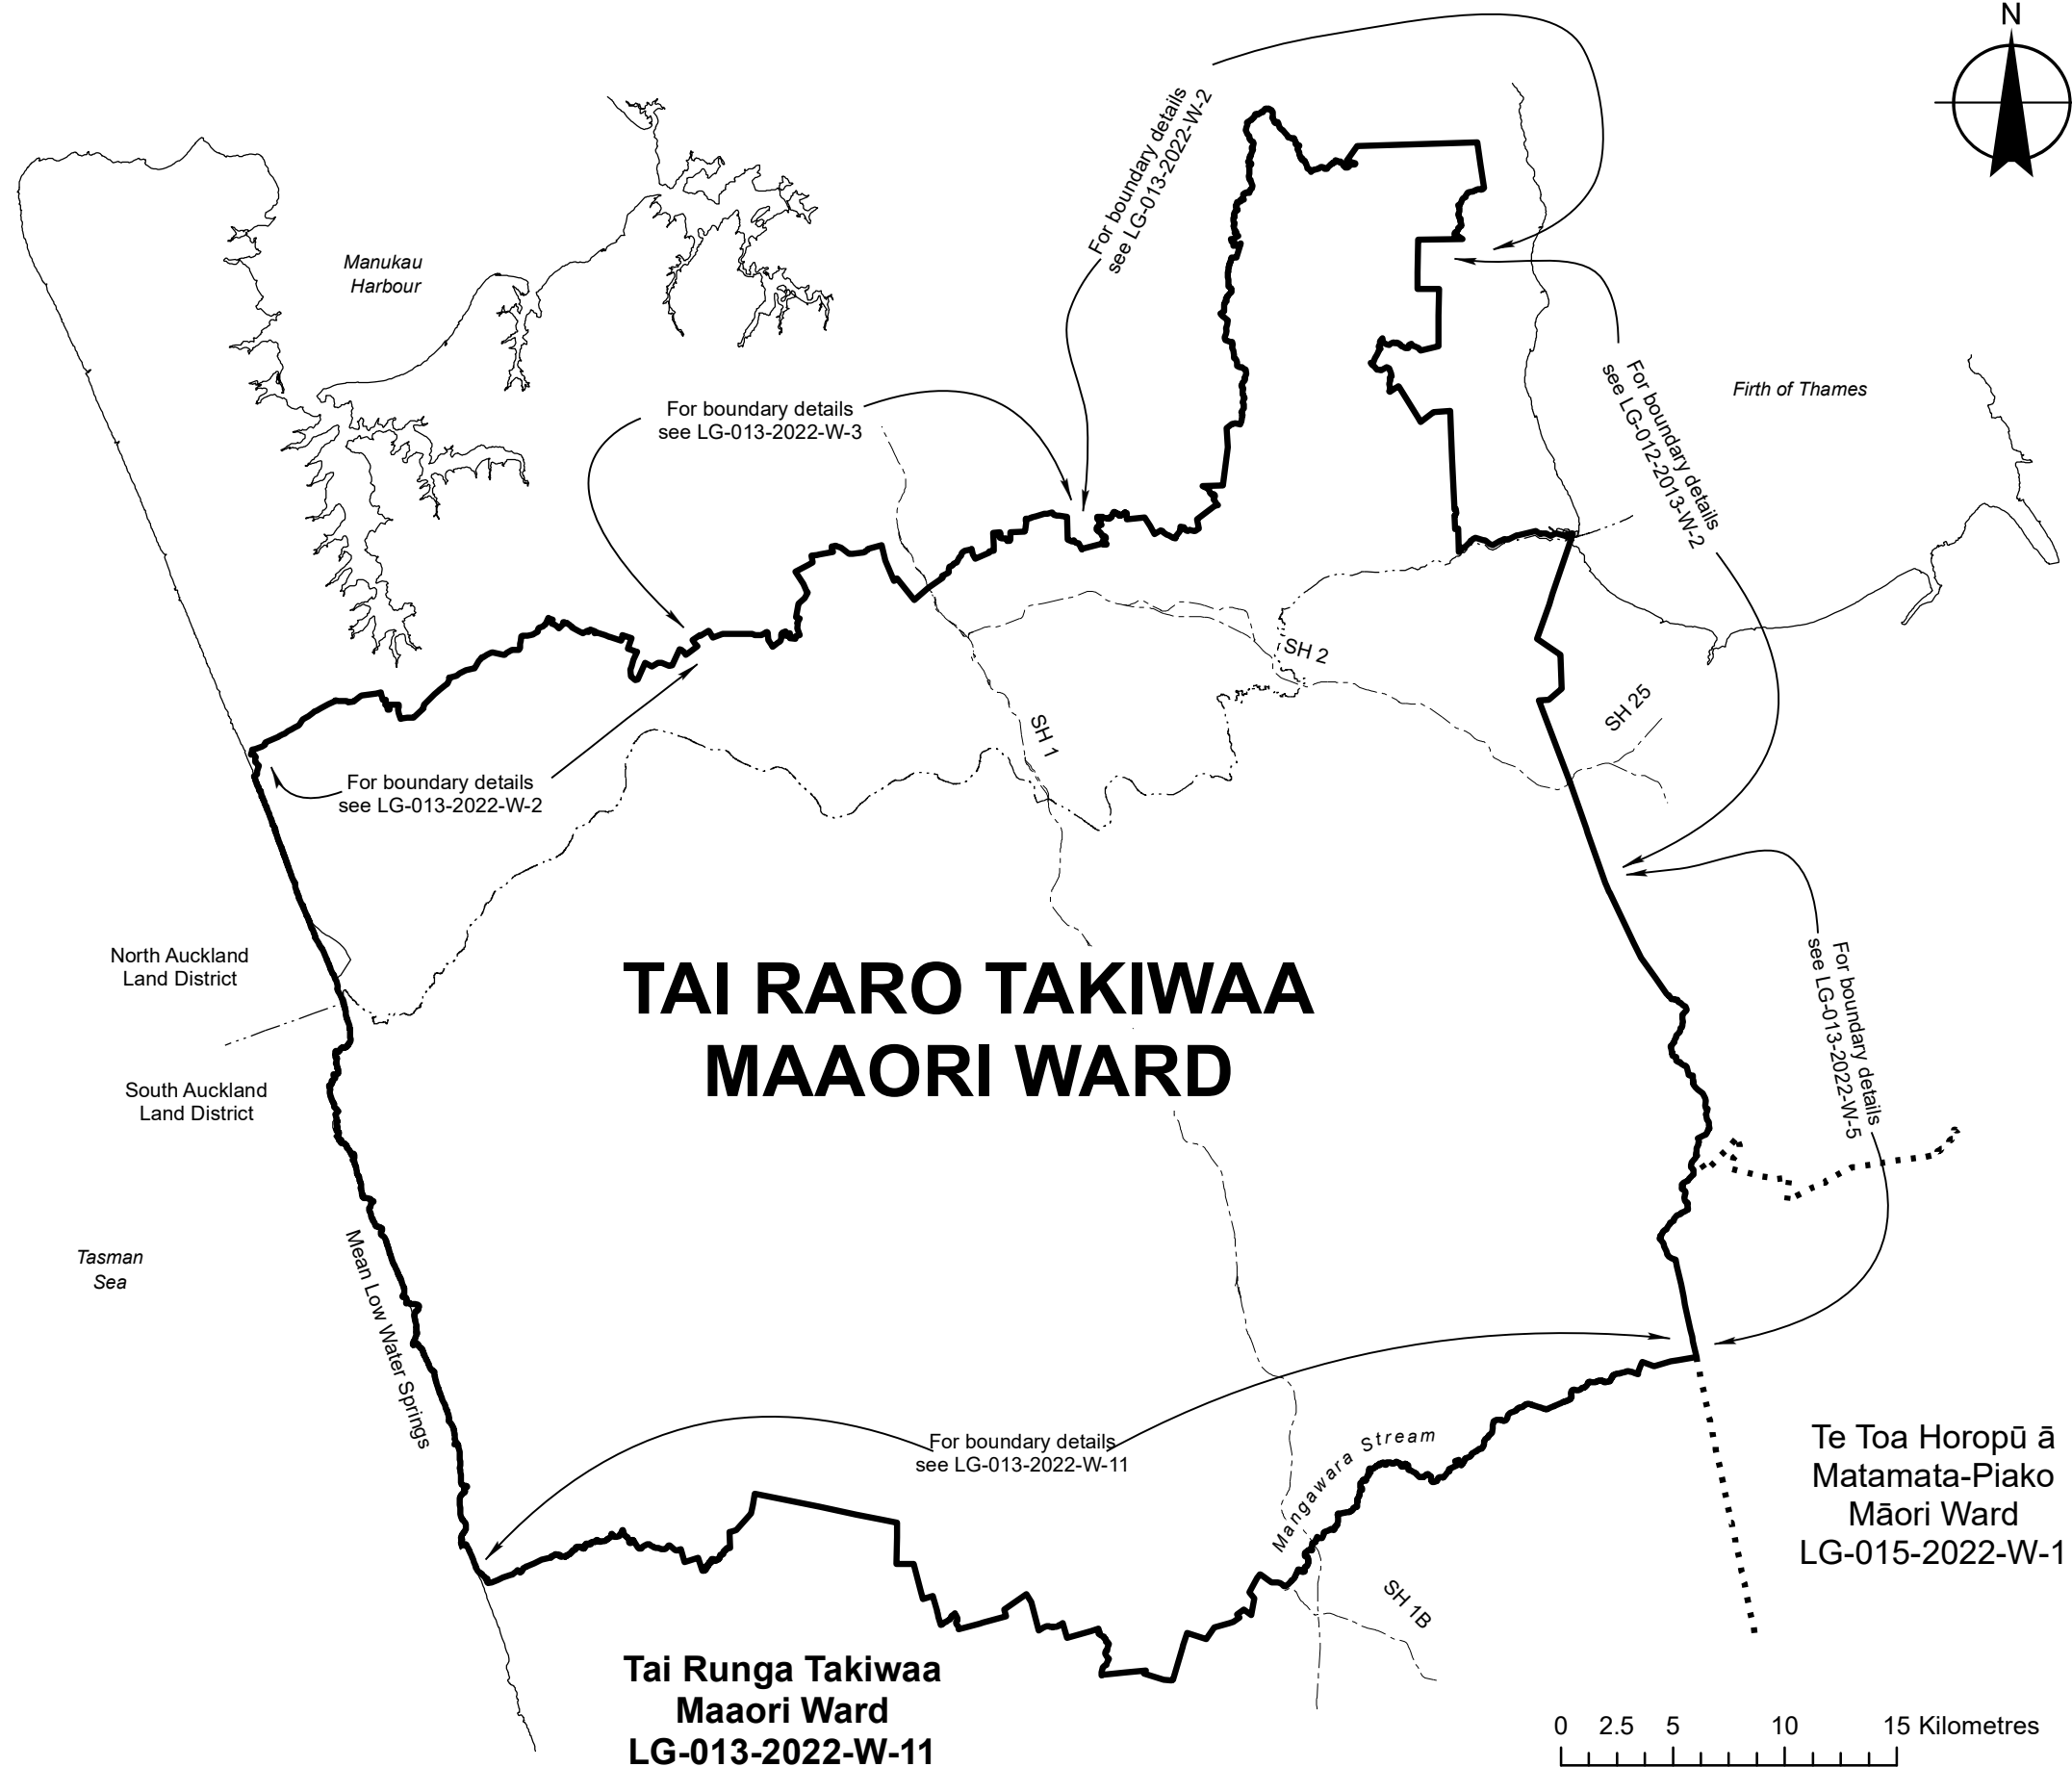 N
For boundary details
see LG-013-2022-W-2
Manukau
Harbour
Firth of Thames
For boundary details
see LG-013-2022-W-3
For boundary details
see LG-012-2013-W-2
SH 2
SH 25
SH 1
For boundary details
see LG-013-2022-W-2
North Auckland
Land District
TAI RARO TAKIWAA
MAAORI WARD
For boundary details
see LG-013-2022-W-5
South Auckland
Land District
Tasman
Sea
Mean Low Water Springs
For boundary details
see LG-013-2022-W-11
Mangawara Stream
Te Toa Horopū ā
Matamata-Piako
Māori Ward
LG-015-2022-W-1
SH 1B
Tai Runga Takiwaa
Maaori Ward
LG-013-2022-W-11
0 2.5 5 10 15 Kilometres